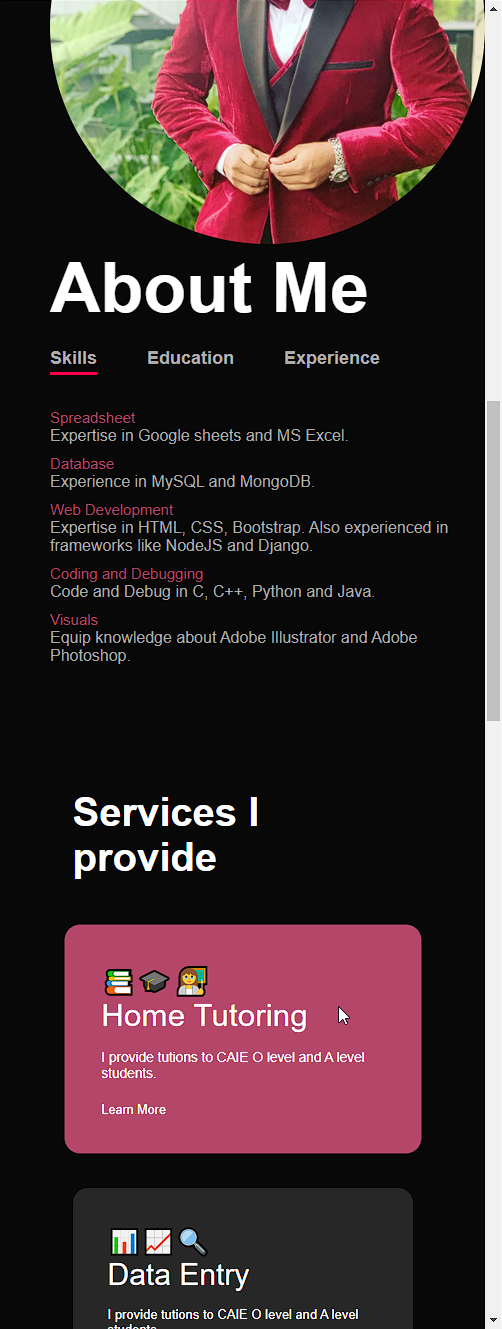 About Me
Skills Education Experience
Spreadsheet
Expertise in Google sheets and MS Excel.
Database
Experience in MySQL and MongoDB.
Web Development
Expertise in HTML, CSS, Bootstrap. Also experienced in
frameworks like NodeJS and Django.
Coding and Debugging
Code and Debug in C, C++, Python and Java.
Visuals
Equip knowledge about Adobe Illustrator and Adobe
Photoshop.
Services I
provide
Home Tutoring
I provide tutions to CAIE O level and A level
students.
Learn More
Data Entry
I provide tutions to CAIE O level and A level
students